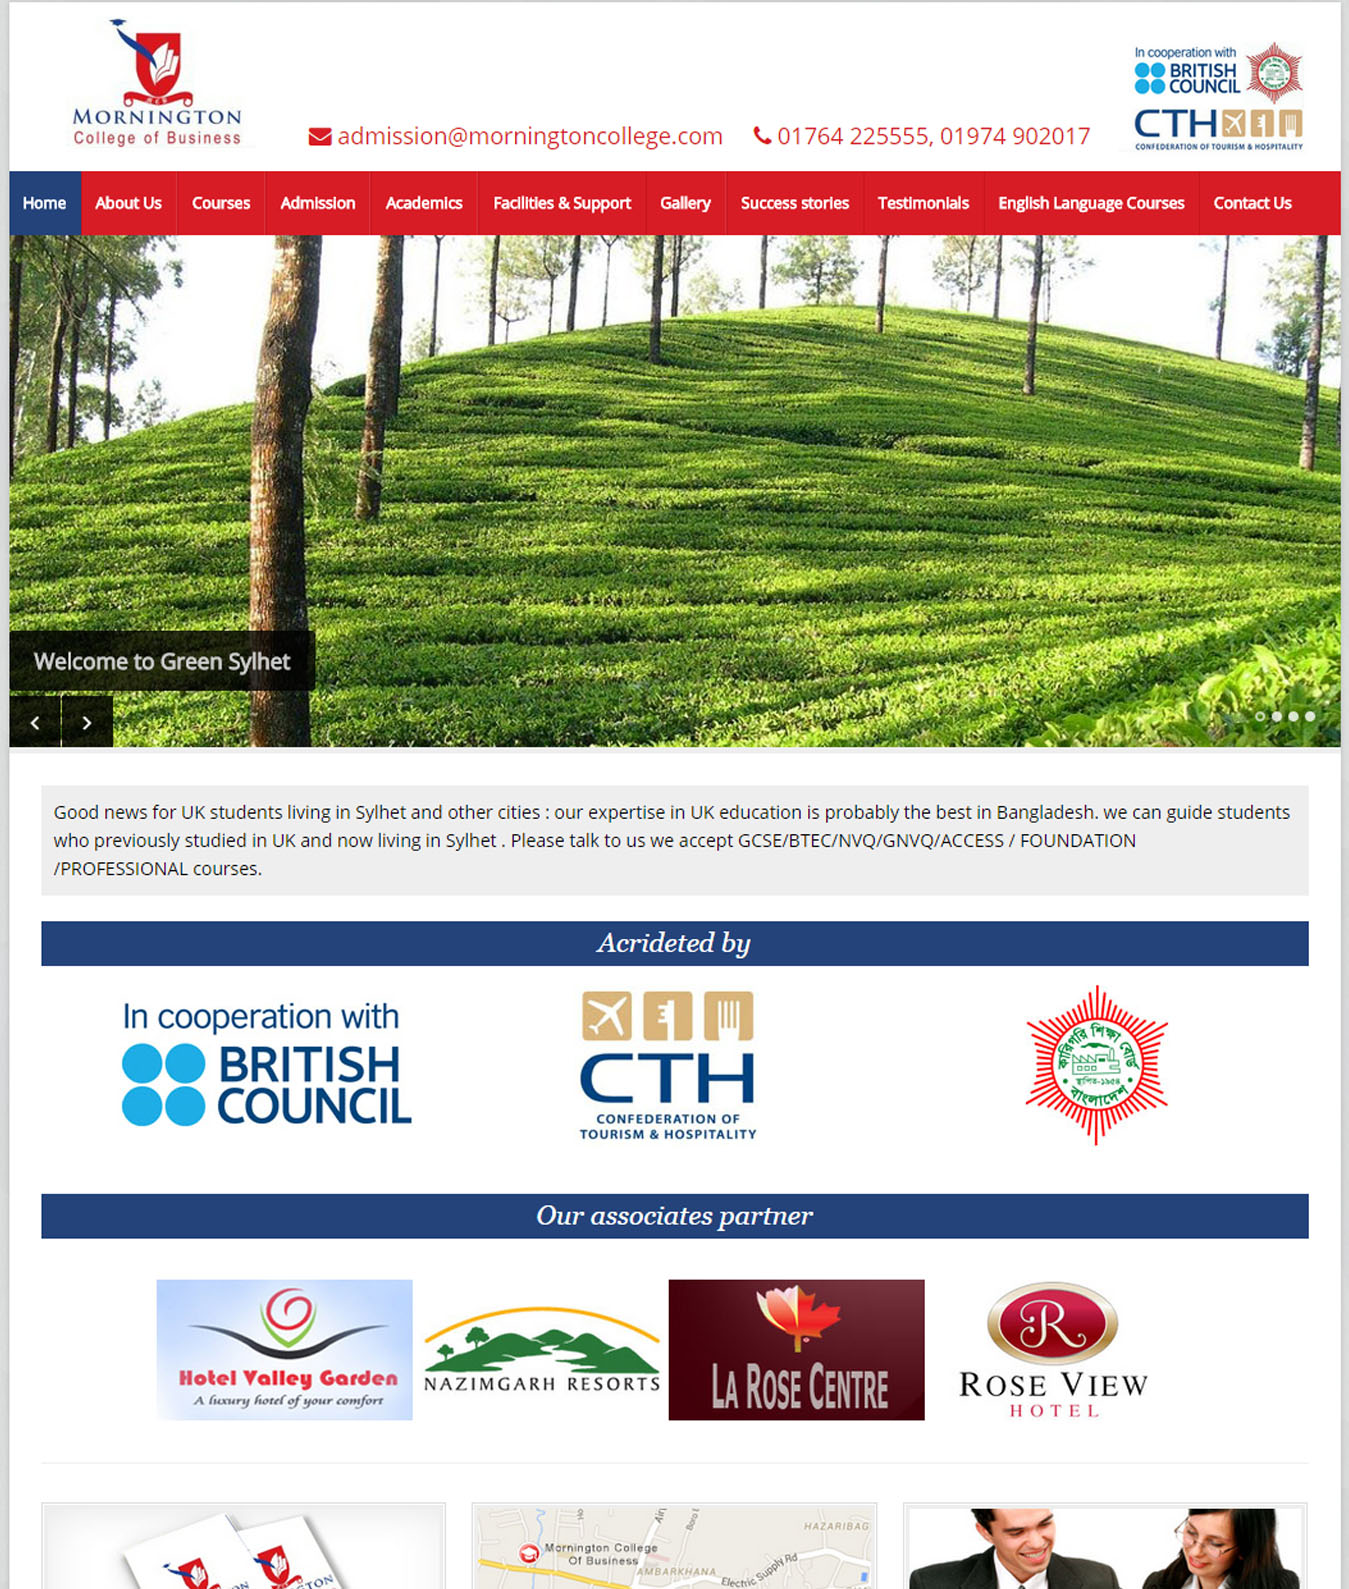 MORNINGTON
College of Business
admission@morningtoncollege.com
01764 225555, 01974 902017
In cooperation with
BRITISH
COUNCIL
CTH
CONFEDERATION OF TOURISM & HOSPITALITY
Home
About Us
Courses
Admission
Academics
Facilities & Support
Gallery
Success stories
Testimonials
English Language Courses
Contact Us
Welcome to Green Sylhet
Good news for UK students living in Sylhet and other cities : our expertise in UK education is probably the best in Bangladesh. we can guide students
who previously studied in UK and now living in Sylhet . Please talk to us we accept GCSE/BTEC/NVQ/GNVQ/ACCESS / FOUNDATION
/PROFESSIONAL courses.
Acrideted by
In cooperation with
BRITISH
COUNCIL
CTH
CONFEDERATION OF
TOURISM & HOSPITALITY
কারিগরি শিক্ষা বোর্ড
স্থাপিত-১৯৫৪
বাংলাদেশ
Our associates partner
Hotel Valley Garden
A luxury hotel of your comfort
NAZIMGARH RESORTS
LA ROSE CENTRE
R
ROSE VIEW
HOTEL
HAZARIBAG
Mornington College
Of Business
AMBARKHANA
Electric Supply Rd